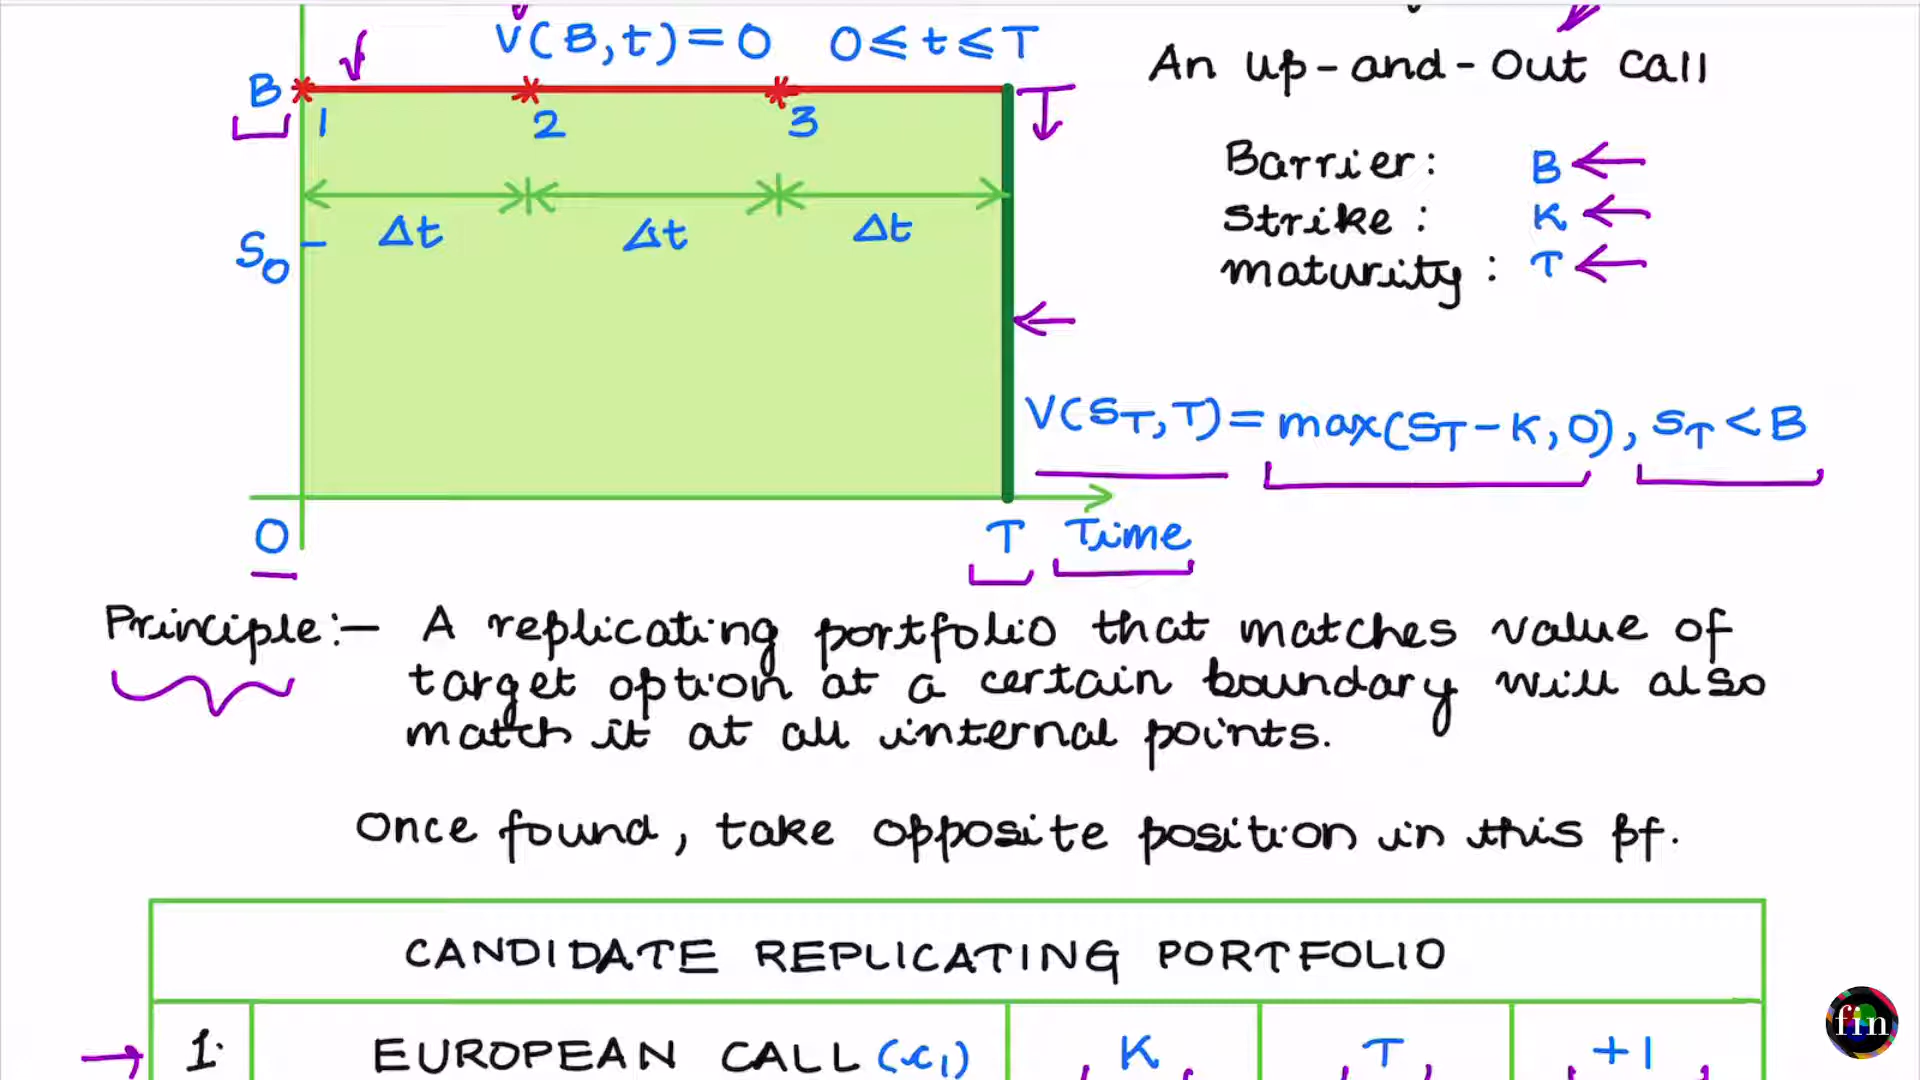 V(B,t)=0 0≤t≤T
An up-and-out call
B
1 2 3
Barrier: B
Strike: K
maturity: T
Δt Δt Δt
S0
V(ST,T)= max(ST-K,0), ST<B
0 T Time
Principle:- A replicating portfolio that matches value of
target option at a certain boundary will also
match it at all internal points.
Once found, take opposite position in this pf.
CANDIDATE REPLICATING PORTFOLIO
1. EUROPEAN CALL (x1) K T +1
fin